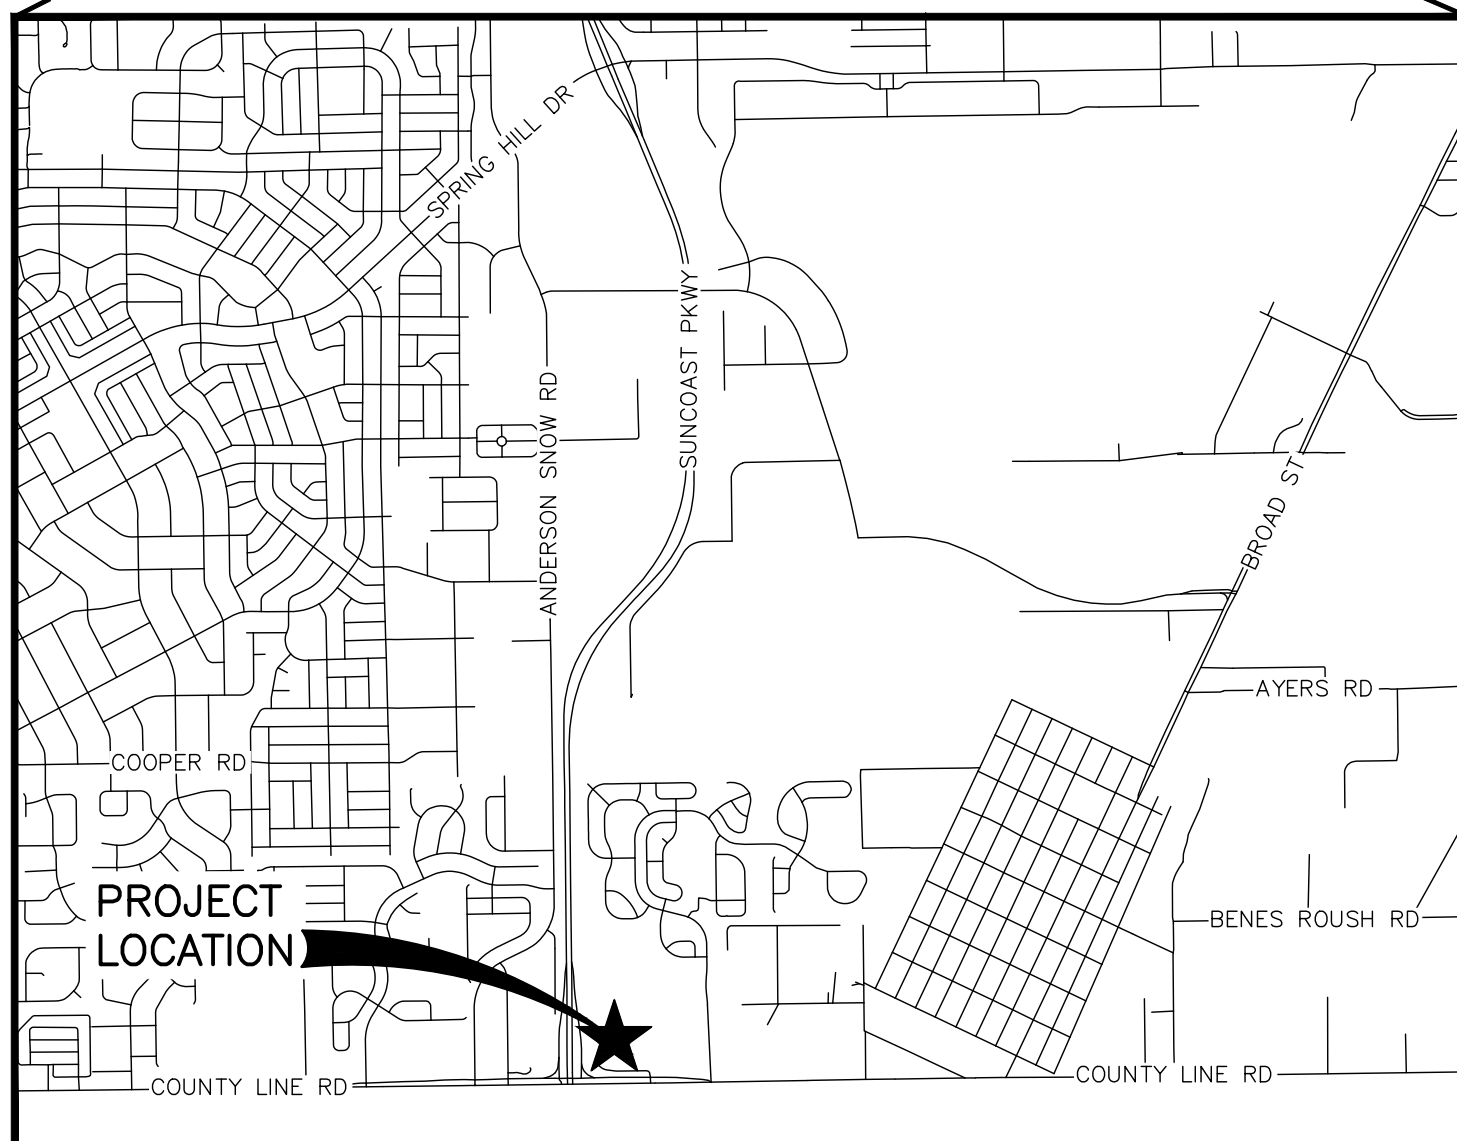 SPRING HILL DR
SUNCOAST PKWY
ANDERSON SNOW RD
BROAD ST
AYERS RD
COOPER RD
PROJECT
LOCATION
BENES ROUSH RD
COUNTY LINE RD
COUNTY LINE RD